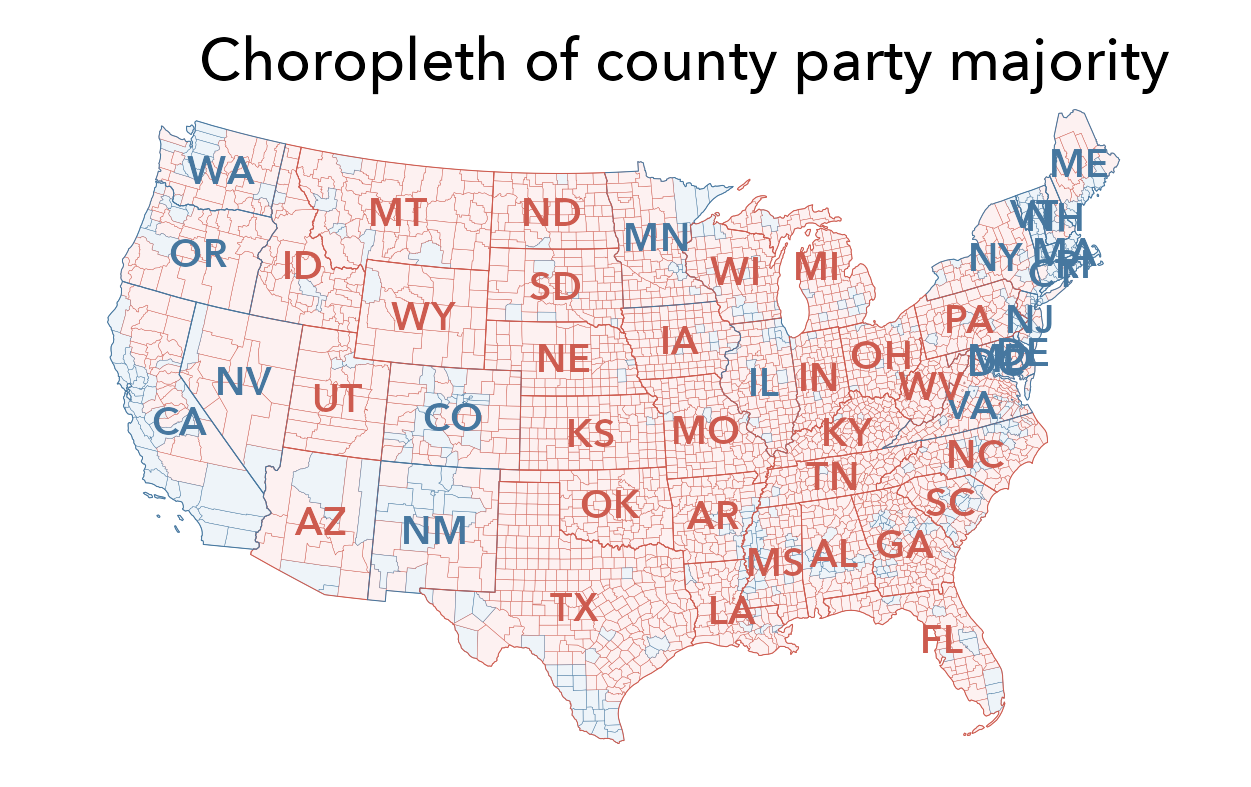 Choropleth of county party majority
ME
WA
MT
ND
VT
NH
MN
OR
ID
SD
WI
MI
NY
MA
CT
RI
WY
NE
IA
OH
PA
NJ
NV
UT
CO
IL
IN
WV
MD
DC
DE
CA
KS
MO
KY
VA
AZ
NM
OK
AR
TN
NC
SC
TX
LA
MS
AL
GA
FL